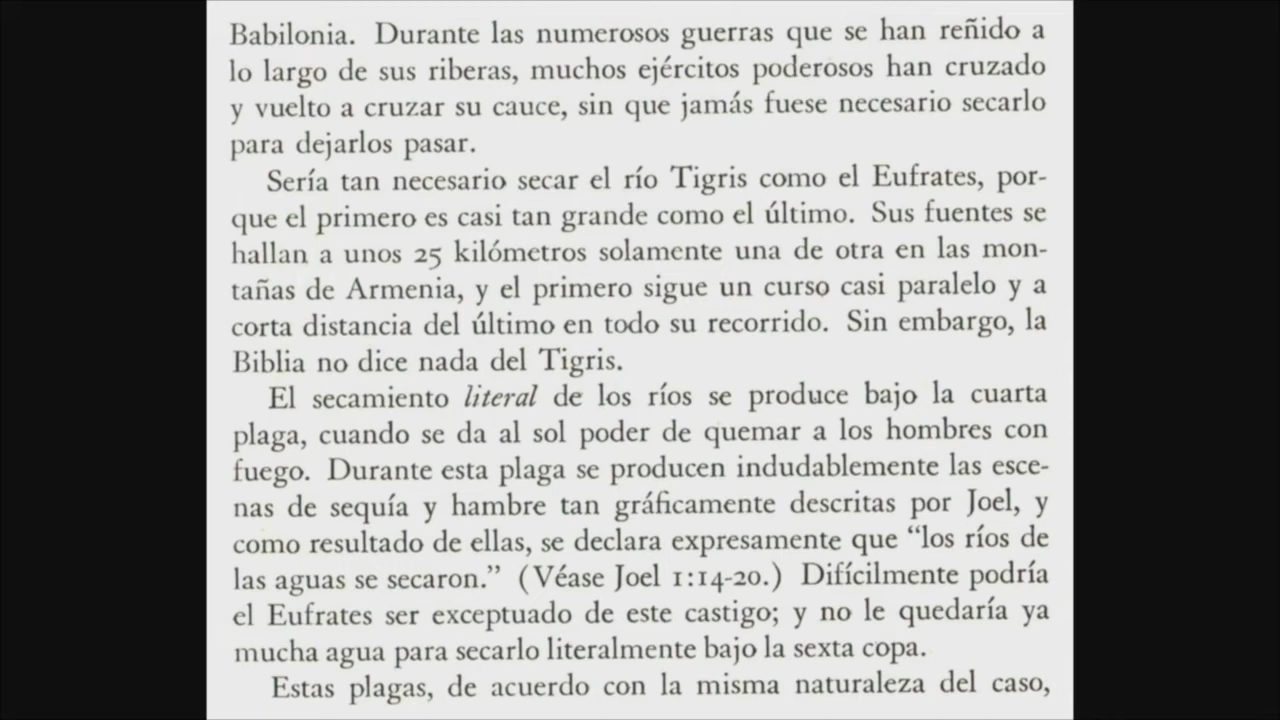 Babilonia. Durante las numerosos guerras que se han reñido a
lo largo de sus riberas, muchos ejércitos poderosos han cruzado
y vuelto a cruzar su cauce, sin que jamás fuese necesario secarlo
para dejarlos pasar.
Sería tan necesario secar el río Tigris como el Eufrates, por-
que el primero es casi tan grande como el último. Sus fuentes se
hallan a unos 25 kilómetros solamente una de otra en las mon-
tañas de Armenia, y el primero sigue un curso casi paralelo y a
corta distancia del último en todo su recorrido. Sin embargo, la
Biblia no dice nada del Tigris.
El secamiento literal de los ríos se produce bajo la cuarta
plaga, cuando se da al sol poder de quemar a los hombres con
fuego. Durante esta plaga se producen indudablemente las esce-
nas de sequía y hambre tan gráficamente descritas por Joel, y
como resultado de ellas, se declara expresamente que “los ríos de
las aguas se secaron.” (Véase Joel 1:14-20.) Difícilmente podría
el Eufrates ser exceptuado de este castigo; y no le quedaría ya
mucha agua para secarlo literalmente bajo la sexta copa.
Estas plagas, de acuerdo con la misma naturaleza del caso,